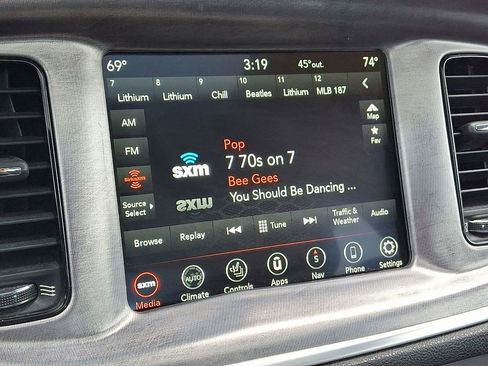 69° 3:19 45°out. 74°
7 8 9 10 11 12
Lithium Lithium Chill Beatles Lithium MLB 187
AM
Map
FM
Pop
Fav
sxm
7 70s on 7
SiriusXM
Bee Gees
Source
Select
sxm
You Should Be Dancing ...
Browse Replay Tune Traffic & Weather Audio
sxm AUTO S
Media Climate Controls Apps Nav Phone Settings